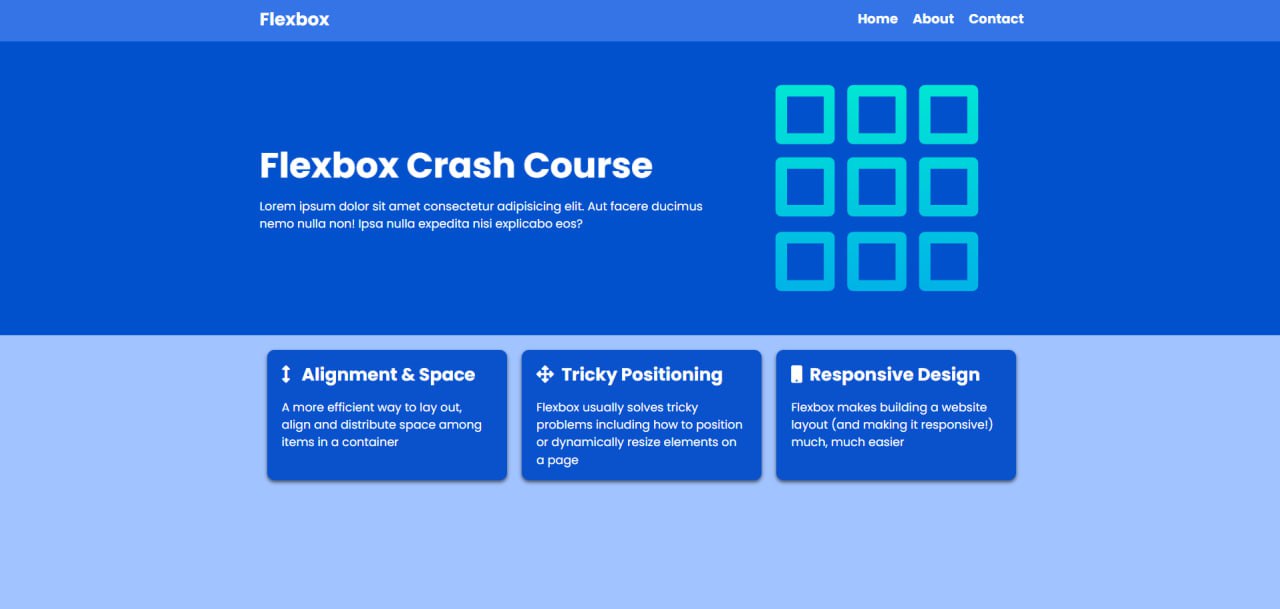 Flexbox
Home About Contact
Flexbox Crash Course
Lorem ipsum dolor sit amet consectetur adipisicing elit. Aut facere ducimus
nemo nulla non! Ipsa nulla expedita nisi explicabo eos?
Alignment & Space
A more efficient way to lay out,
align and distribute space among
items in a container
Tricky Positioning
Flexbox usually solves tricky
problems including how to position
or dynamically resize elements on
a page
Responsive Design
Flexbox makes building a website
layout (and making it responsive!)
much, much easier